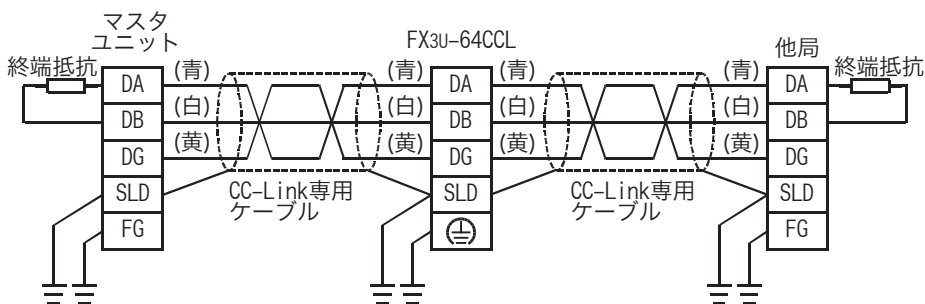 マスタ
ユニット
FX3U-64CCL
他局
終端抵抗
(青)
(青)
(青)
(青)
終端抵抗
DA
DA
DA
(白)
(白)
(白)
(白)
DB
DB
DB
(黄)
(黄)
(黄)
(黄)
DG
DG
DG
SLD
CC-Link専用
ケーブル
SLD
CC-Link専用
ケーブル
SLD
FG
FG